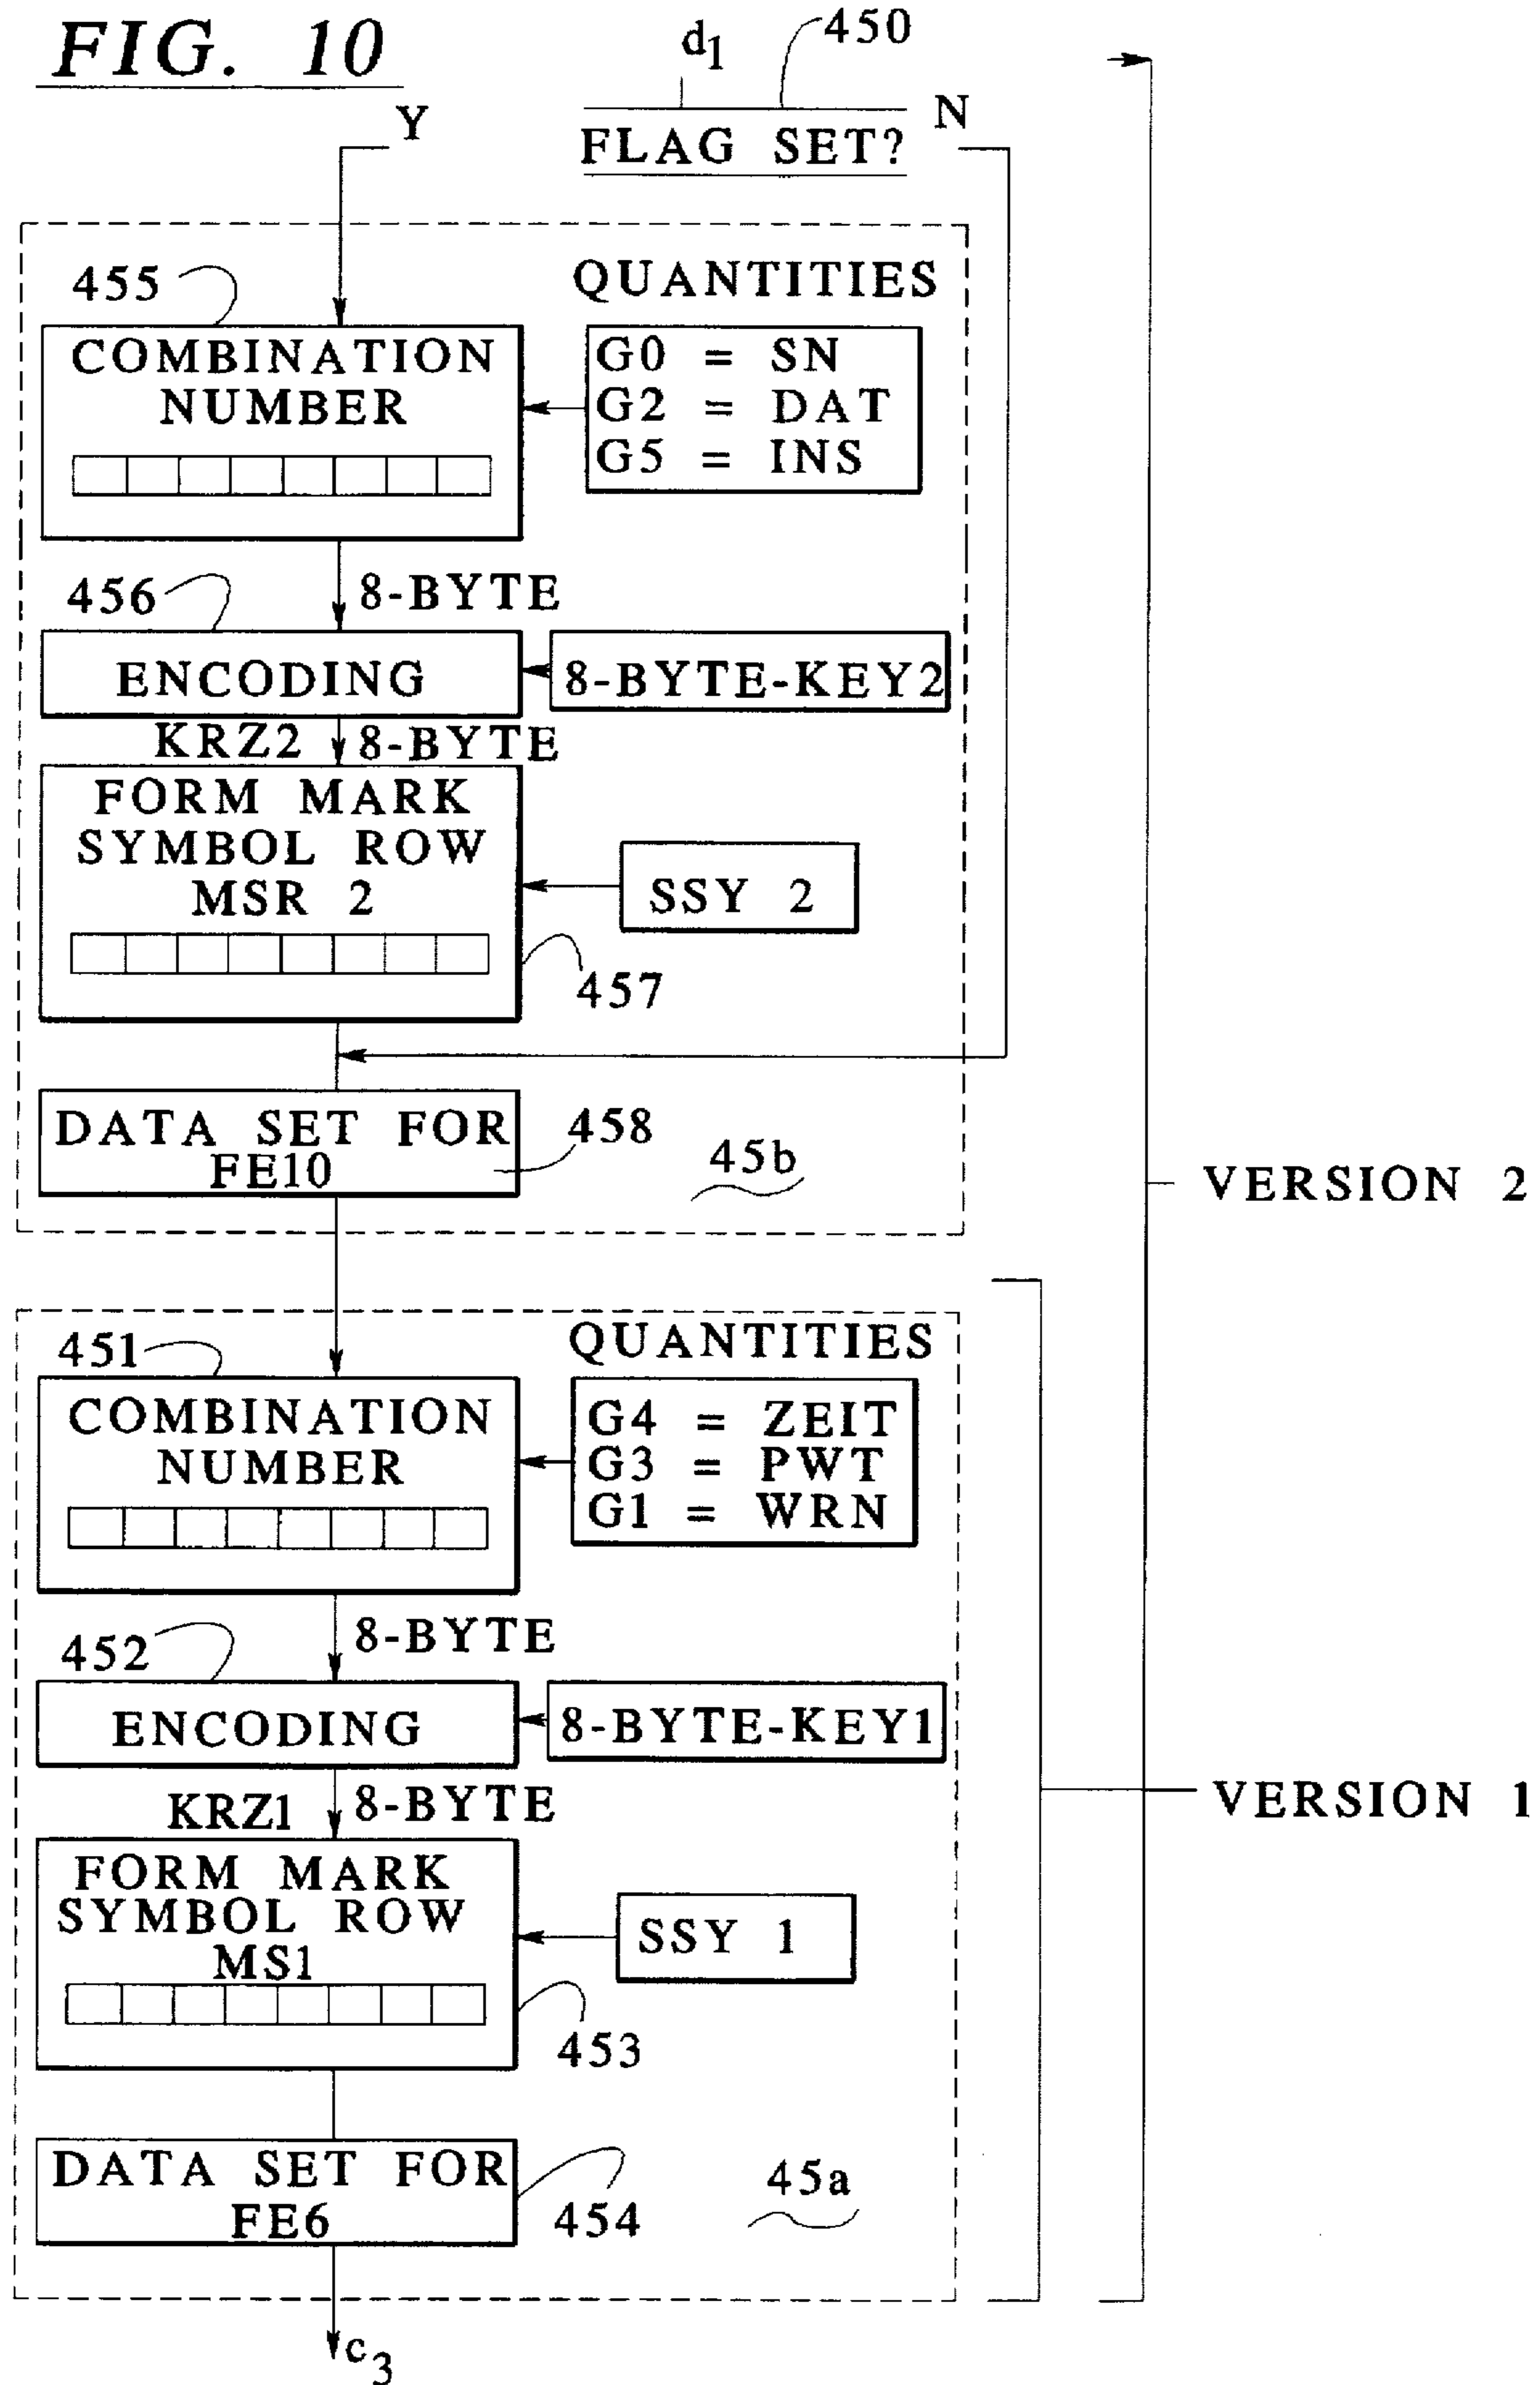 FIG. 10
d1
450
Y
FLAG SET?
N
455
QUANTITIES
COMBINATION
NUMBER
G0 = SN
G2 = DAT
G5 = INS
456
8-BYTE
ENCODING
8-BYTE-KEY2
KRZ2
8-BYTE
FORM MARK
SYMBOL ROW
MSR 2
SSY 2
457
DATA SET FOR
FE10
458
45b
VERSION 2
451
QUANTITIES
COMBINATION
NUMBER
G4 = ZEIT
G3 = PWT
G1 = WRN
452
8-BYTE
ENCODING
8-BYTE-KEY1
KRZ1
8-BYTE
VERSION 1
FORM MARK
SYMBOL ROW
MS1
SSY 1
453
DATA SET FOR
FE6
454
45a
c3